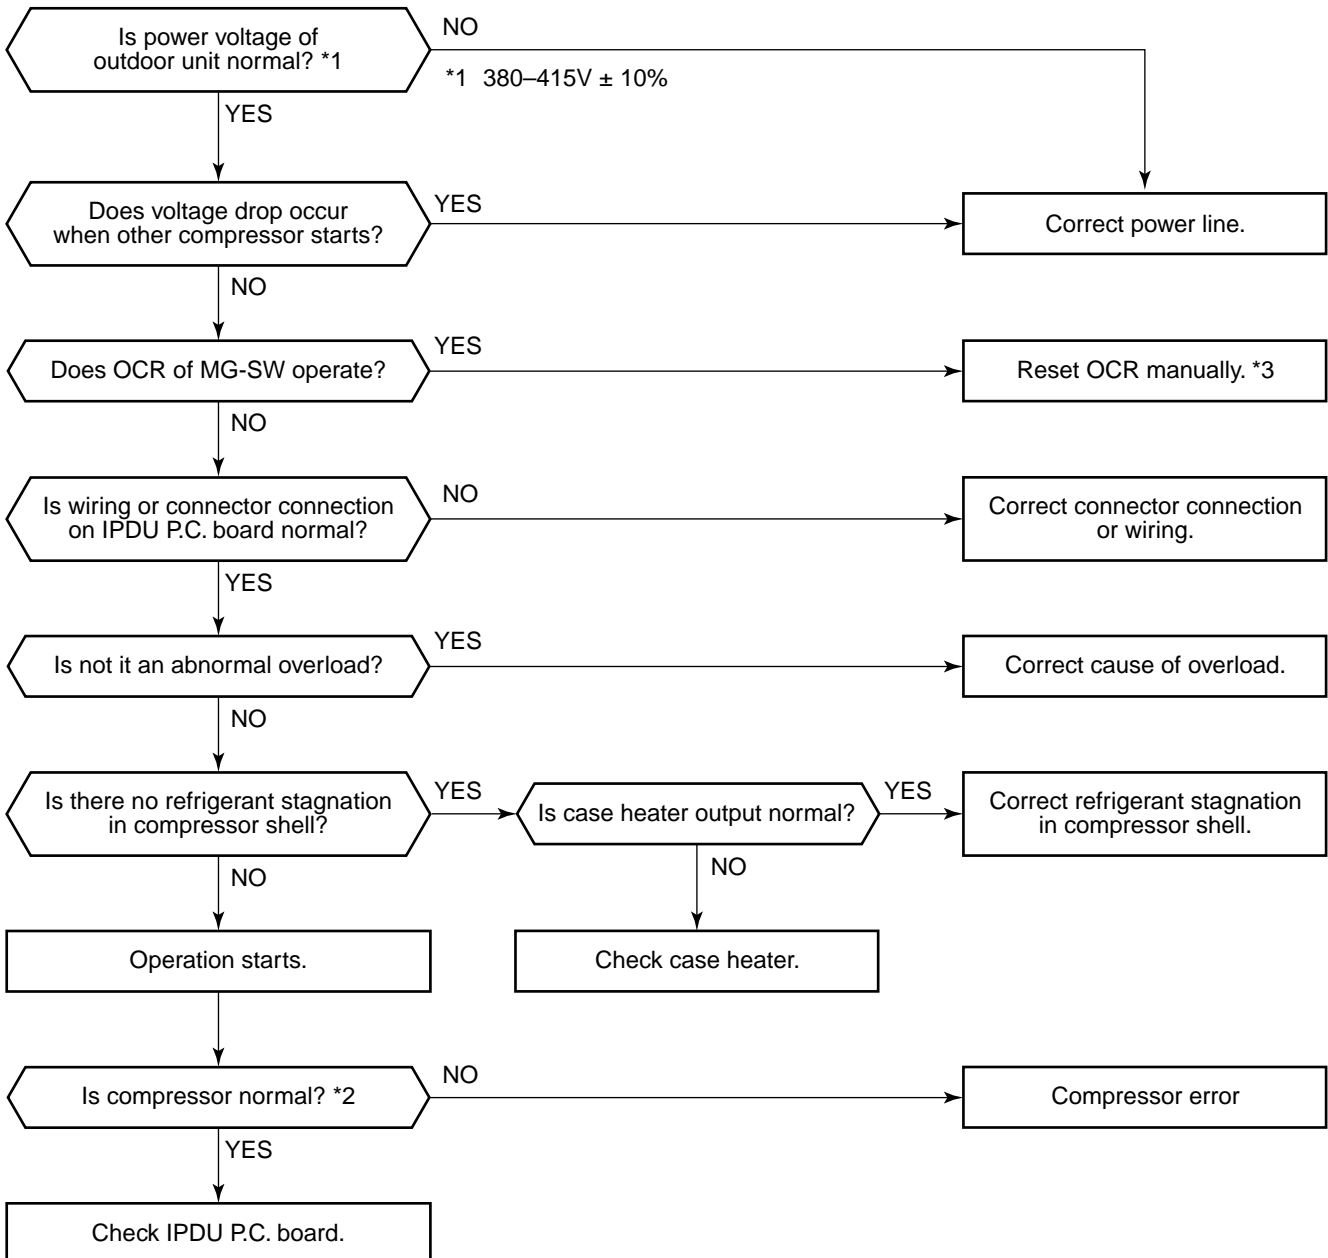 Is power voltage of
outdoor unit normal? *1
NO
*1 380–415V ± 10%
YES
Does voltage drop occur
when other compressor starts?
YES
Correct power line.
NO
Does OCR of MG-SW operate?
YES
Reset OCR manually. *3
NO
Is wiring or connector connection
on IPDU P.C. board normal?
NO
Correct connector connection
or wiring.
YES
Is not it an abnormal overload?
YES
Correct cause of overload.
NO
Is there no refrigerant stagnation
in compressor shell?
YES
Is case heater output normal?
YES
Correct refrigerant stagnation
in compressor shell.
NO
NO
Operation starts.
Check case heater.
Is compressor normal? *2
NO
Compressor error
YES
Check IPDU P.C. board.